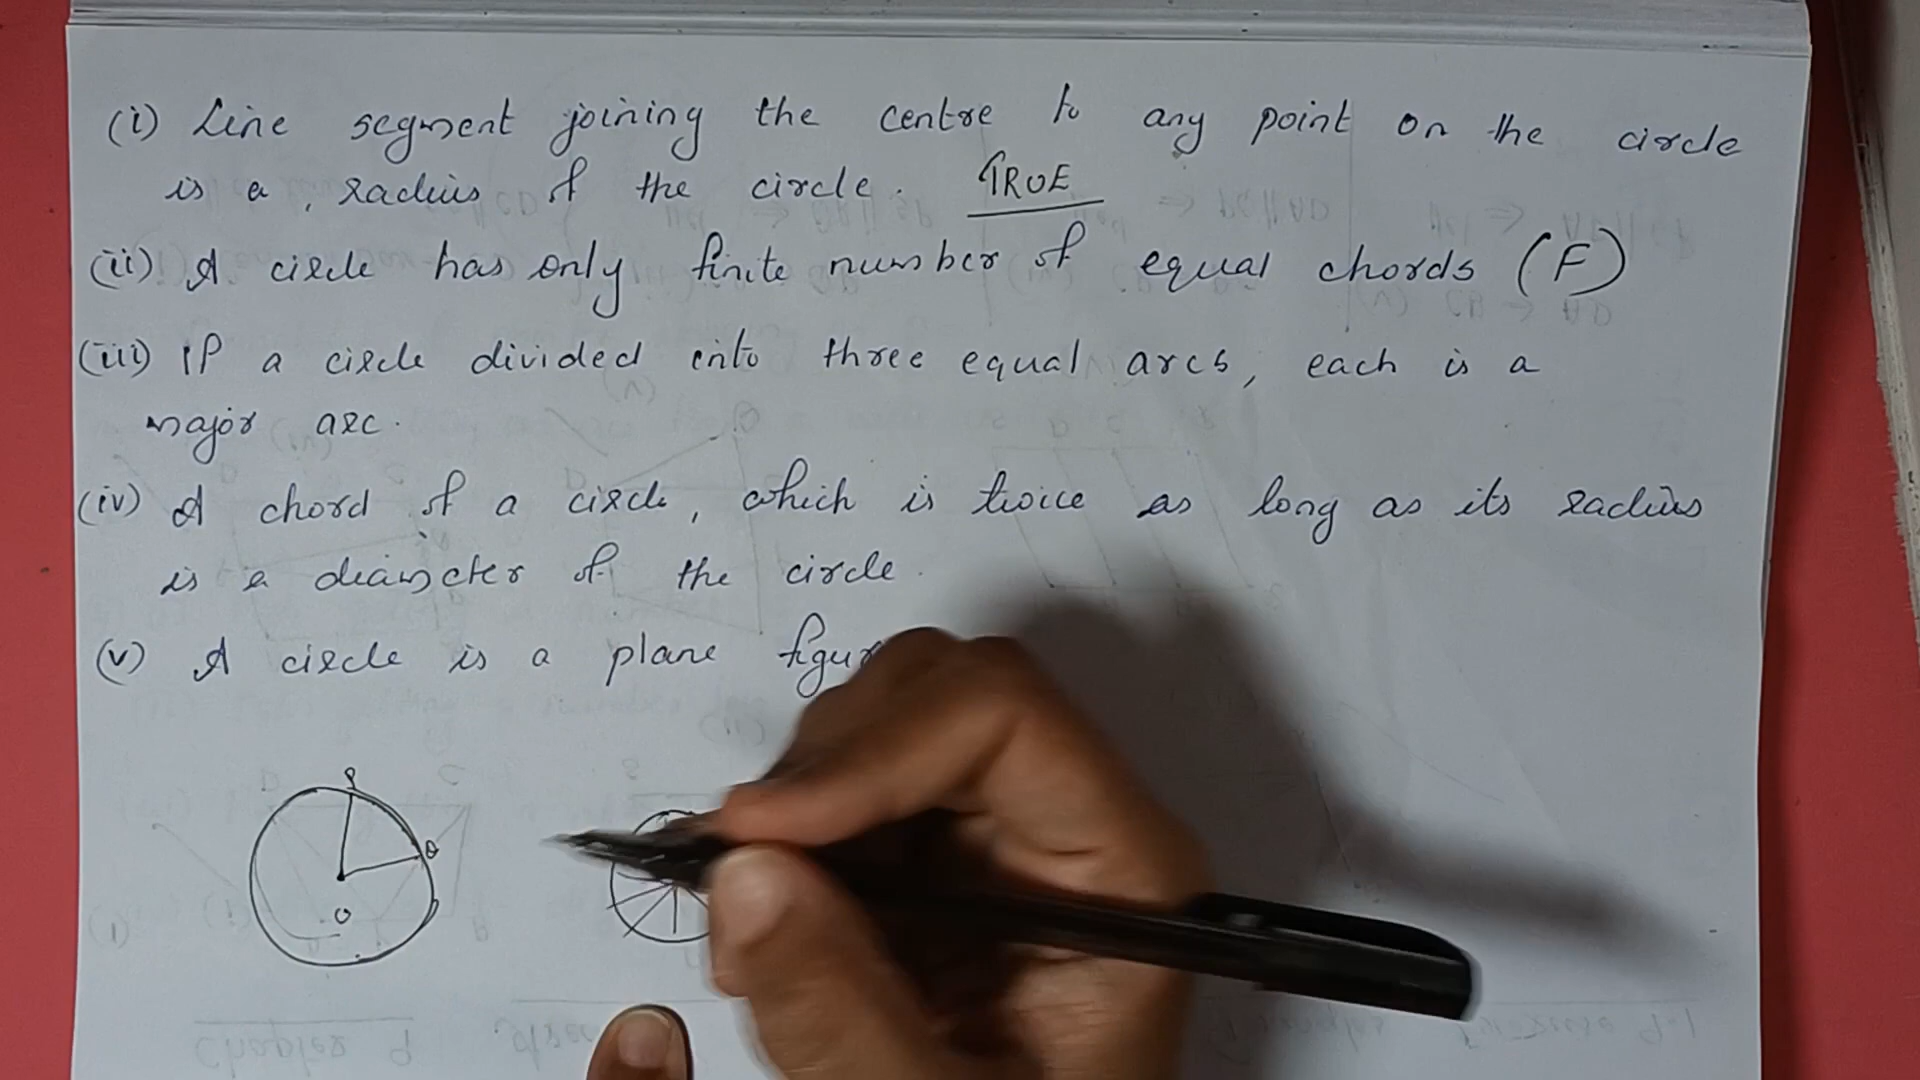 (i) Line segment joining the centre to any point on the circle
is a radius of the circle. TRUE
(ii) A circle has only finite number of equal chords (F)
(iii) If a circle divided into three equal arcs, each is a
major arc.
(iv) A chord of a circle, which is twice as long as its radius
is a diameter of the circle.
(v) A circle is a plane figur
P
Q
O